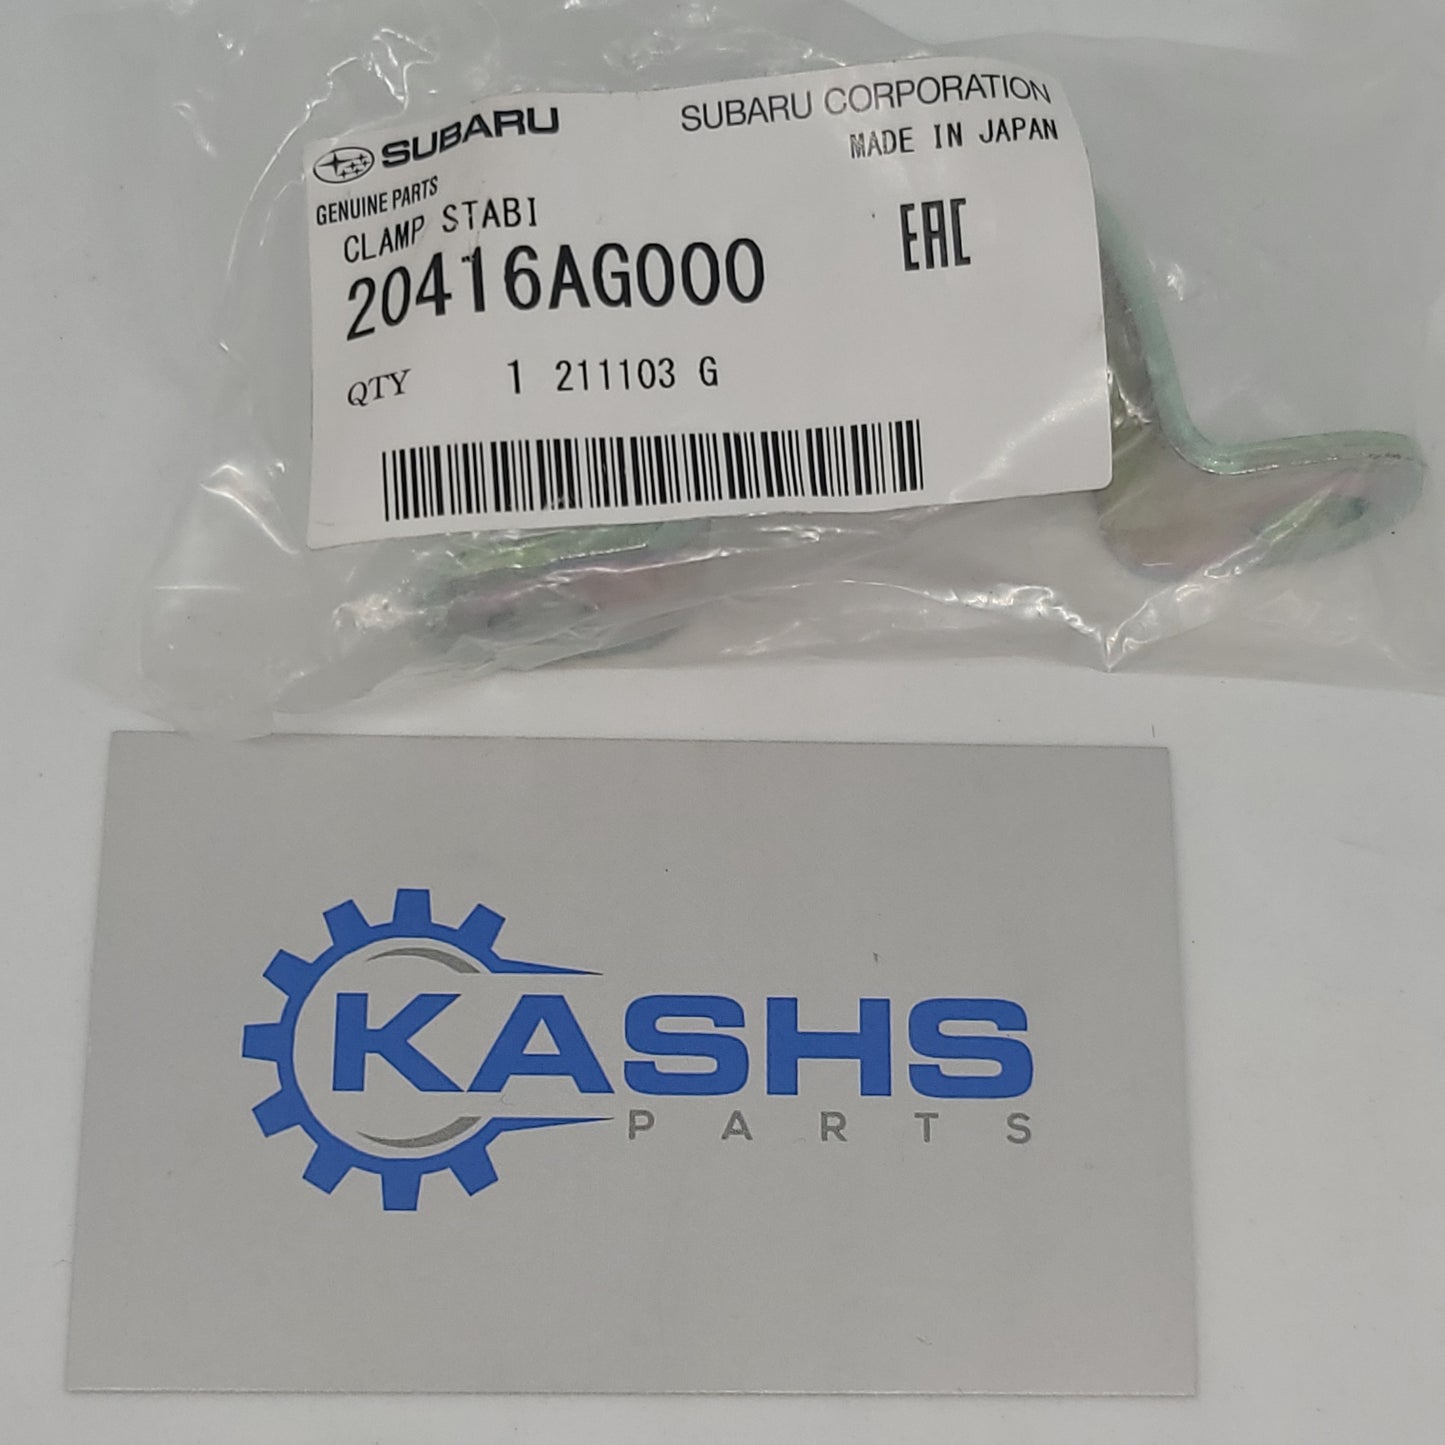 SUBARU
SUBARU CORPORATION
MADE IN JAPAN
GENUINE PARTS
CLAMP STABI
20416AG000
EAC
QTY 1 211103 G
KASHS
PARTS